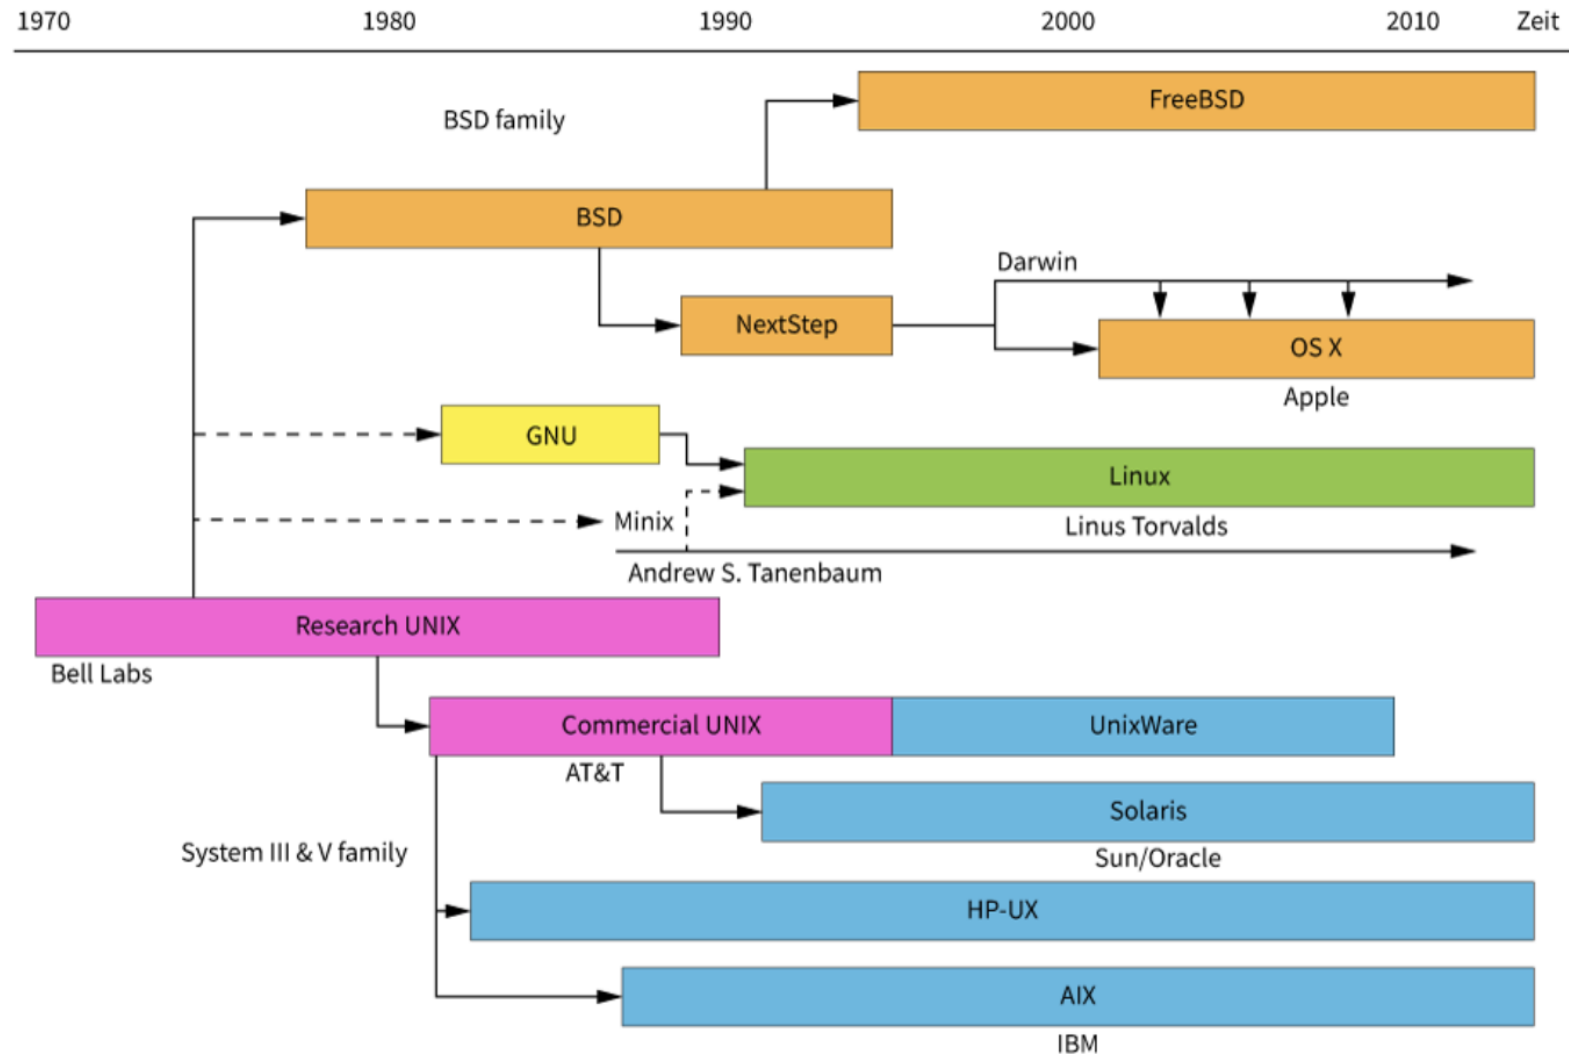 1970 1980 1990 2000 2010 Zeit
FreeBSD
BSD family
BSD
Darwin
NextStep
OS X
Apple
GNU
Linux
Minix
Linus Torvalds
Andrew S. Tanenbaum
Research UNIX
Bell Labs
Commercial UNIX UnixWare
AT&T
Solaris
System III & V family
Sun/Oracle
HP-UX
AIX
IBM